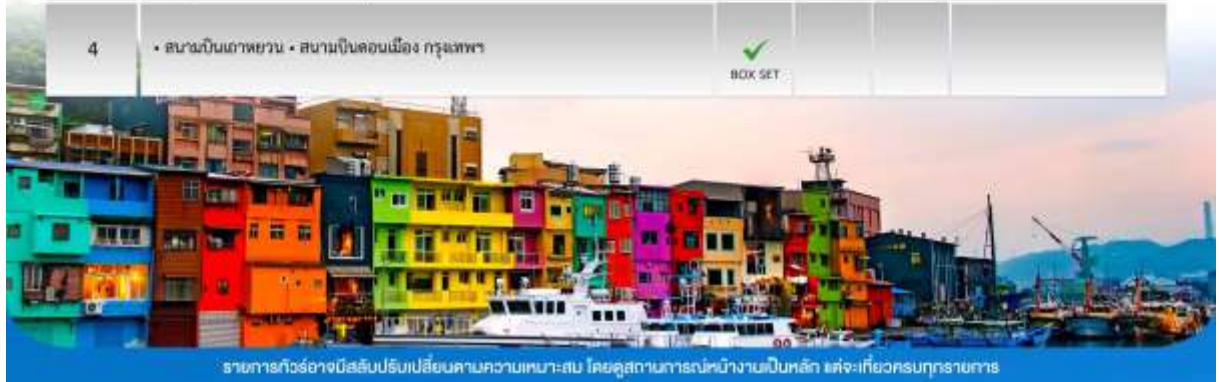 4
• สนามบินเถาหยวน • สนามบินดอนเมือง กรุงเทพฯ
BOX SET
รายการทัวร์อาจมีสลับปรับเปลี่ยนตามความเหมาะสม โดยดูสถานการณ์หน้างานเป็นหลัก แต่จะเที่ยวครบทุกรายการ